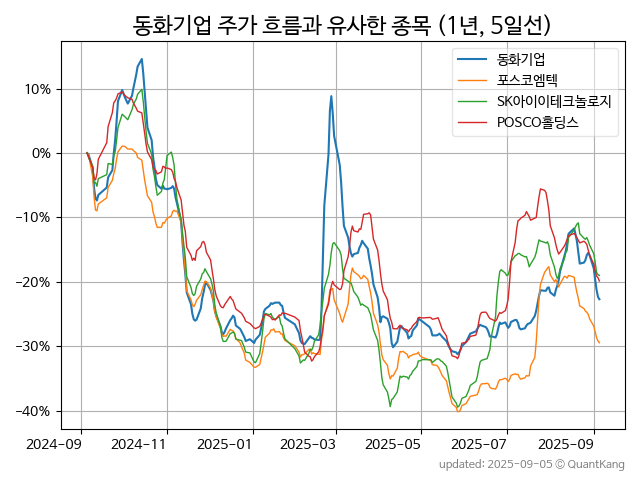 동화기업 주가 흐름과 유사한 종목 (1년, 5일선)
동화기업
포스코엠텍
SK아이이테크놀로지
POSCO홀딩스
10%
0%
−10%
−20%
−30%
−40%
2024−09
2024−11
2025−01
2025−03
2025−05
2025−07
2025−09
updated: 2025-09-05 © QuantKang